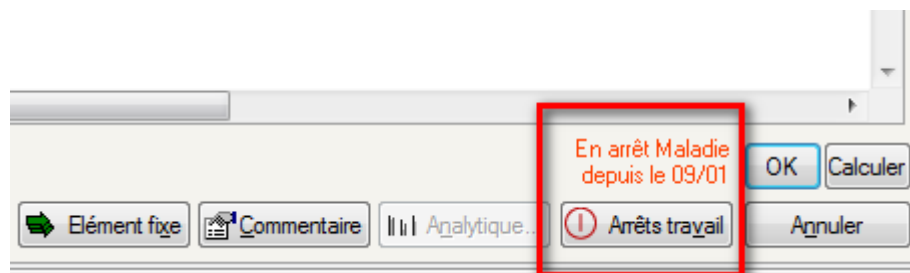 En arrêt Maladie
depuis le 09/01
OK Calculer
Elément fixe Commentaire Analytique... Arrêts travail Annuler